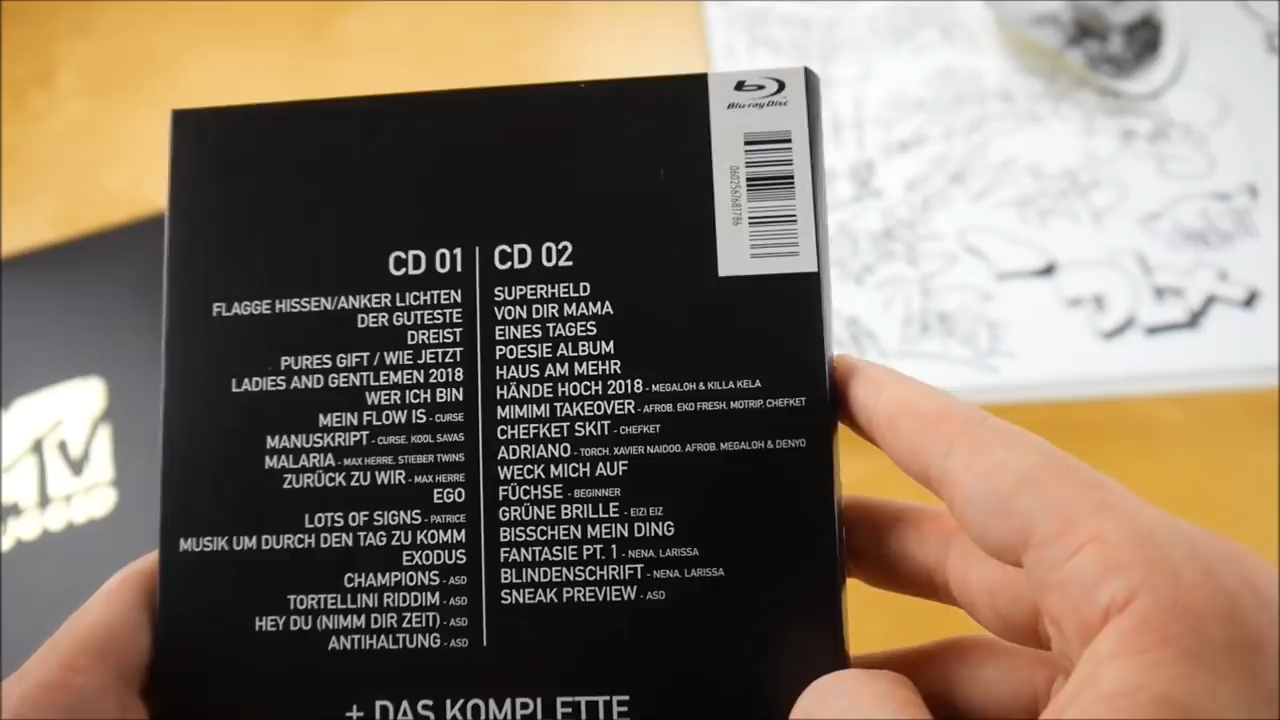 Blu-ray Disc
0602567681786
CD 01
FLAGGE HISSEN/ANKER LICHTEN
DER GUTESTE
DREIST
PURES GIFT / WIE JETZT
LADIES AND GENTLEMEN 2018
WER ICH BIN
MEIN FLOW IS - CURSE
MANUSKRIPT - CURSE, KOOL SAVAS
MALARIA - MAX HERRE, STIEBER TWINS
ZURÜCK ZU WIR - MAX HERRE
EGO
LOTS OF SIGNS - PATRICE
MUSIK UM DURCH DEN TAG ZU KOMM
EXODUS
CHAMPIONS - ASD
TORTELLINI RIDDIM - ASD
HEY DU (NIMM DIR ZEIT) - ASD
ANTIHALTUNG - ASD
CD 02
SUPERHELD
VON DIR MAMA
EINES TAGES
POESIE ALBUM
HAUS AM MEHR
HÄNDE HOCH 2018 - MEGALOH & KILLA KELA
MIMIMI TAKEOVER - AFROB, EKO FRESH, MOTRIP, CHEFKET
CHEFKET SKIT - CHEFKET
ADRIANO - TORCH, XAVIER NAIDOO, AFROB, MEGALOH & DENYO
WECK MICH AUF
FÜCHSE - BEGINNER
GRÜNE BRILLE - EIZI EIZ
BISSCHEN MEIN DING
FANTASIE PT. 1 - NENA, LARISSA
BLINDENSCHRIFT - NENA, LARISSA
SNEAK PREVIEW - ASD
+ DAS KOMPLETTE